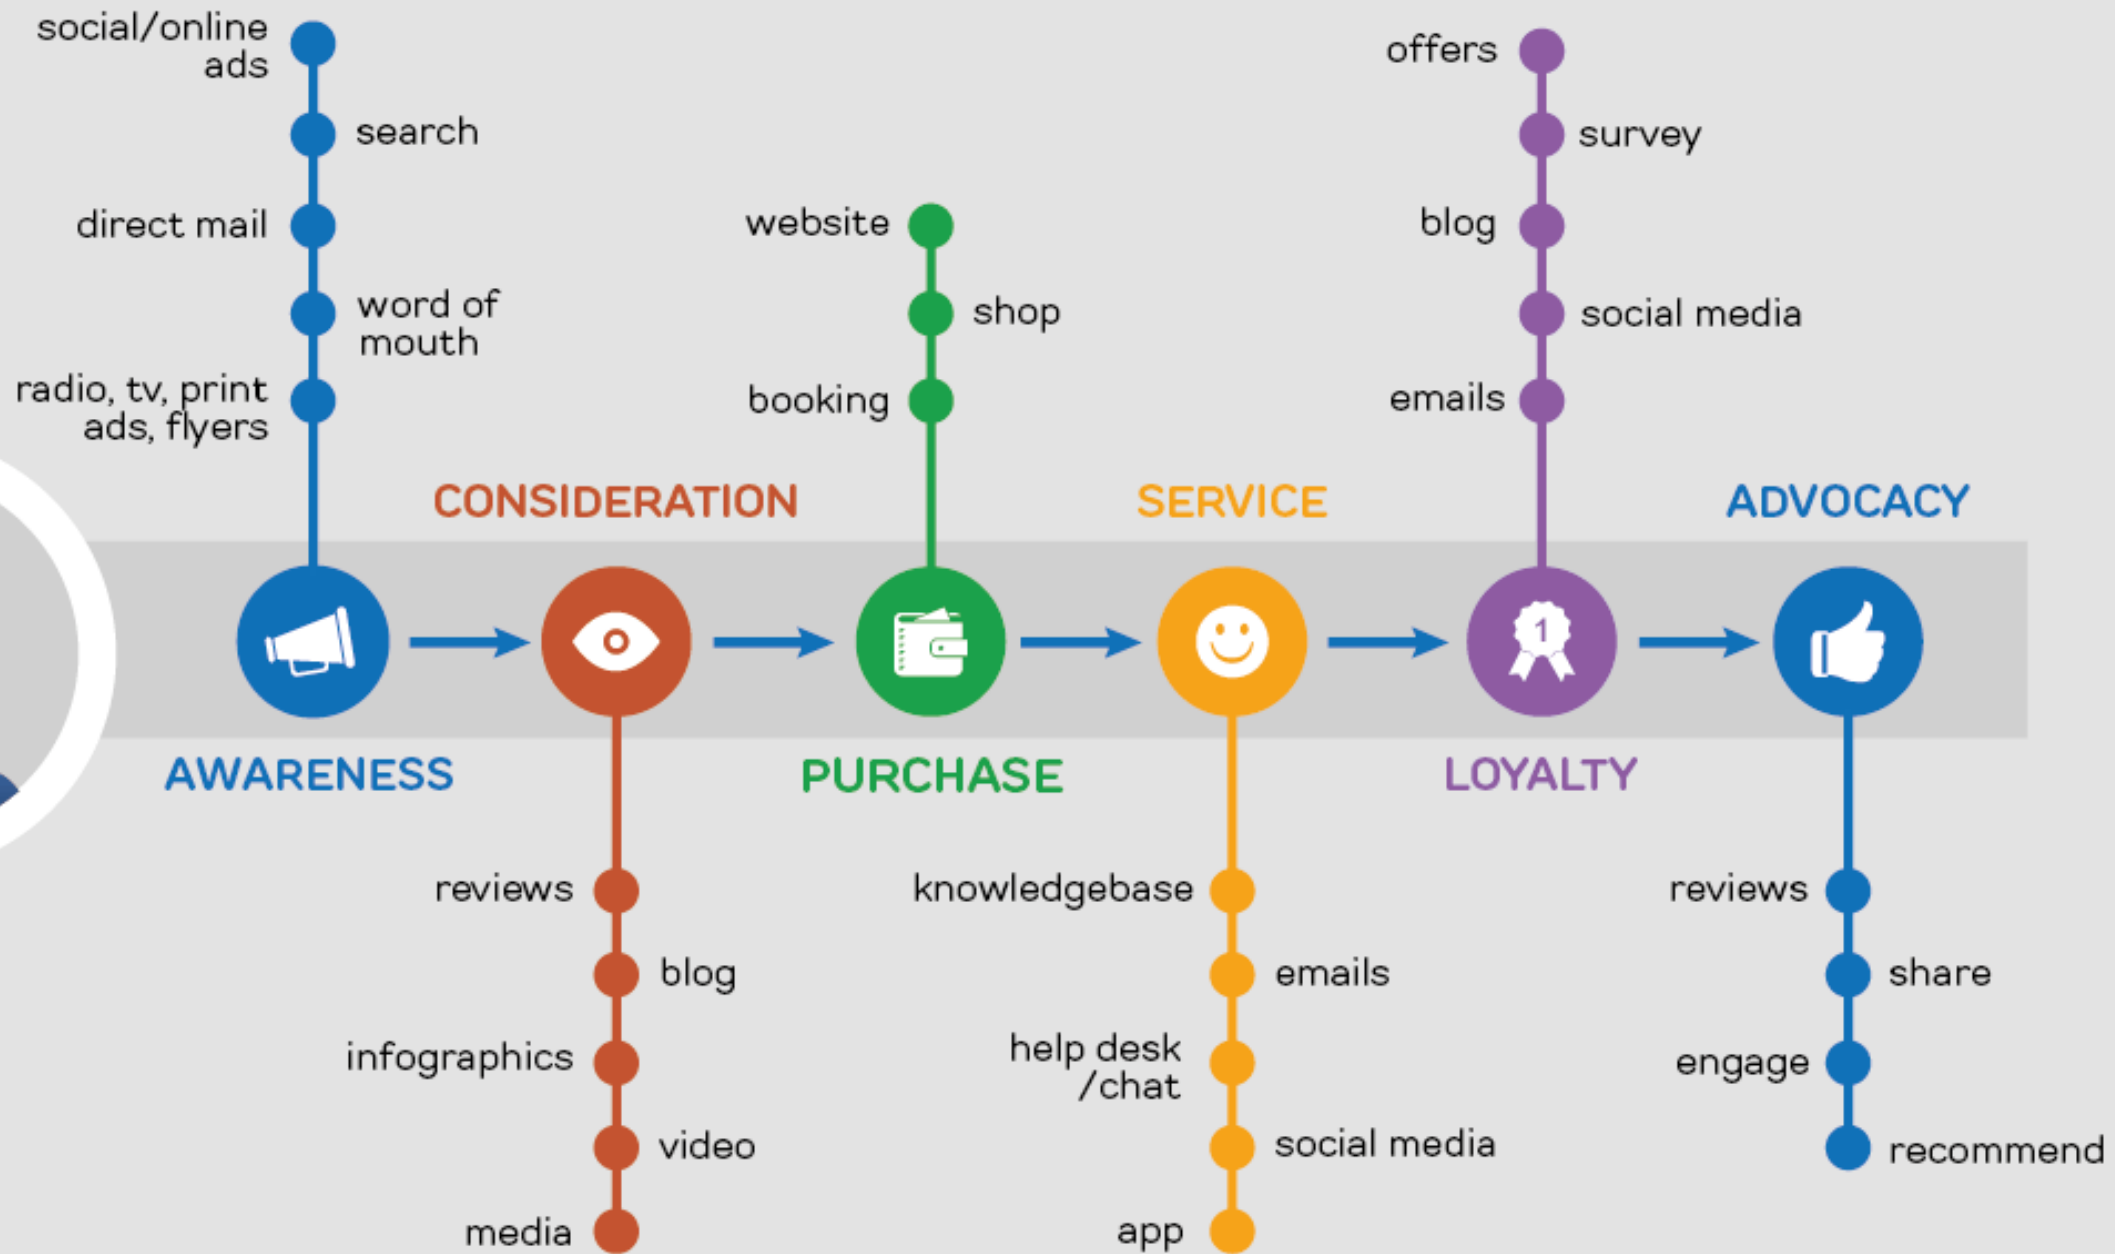 social/online
ads
search
direct mail
word of
mouth
radio, tv, print
ads, flyers
AWARENESS
CONSIDERATION
reviews
blog
infographics
video
media
website
shop
booking
PURCHASE
SERVICE
knowledgebase
emails
help desk
/chat
social media
app
offers
survey
blog
social media
emails
1
LOYALTY
ADVOCACY
reviews
share
engage
recommend